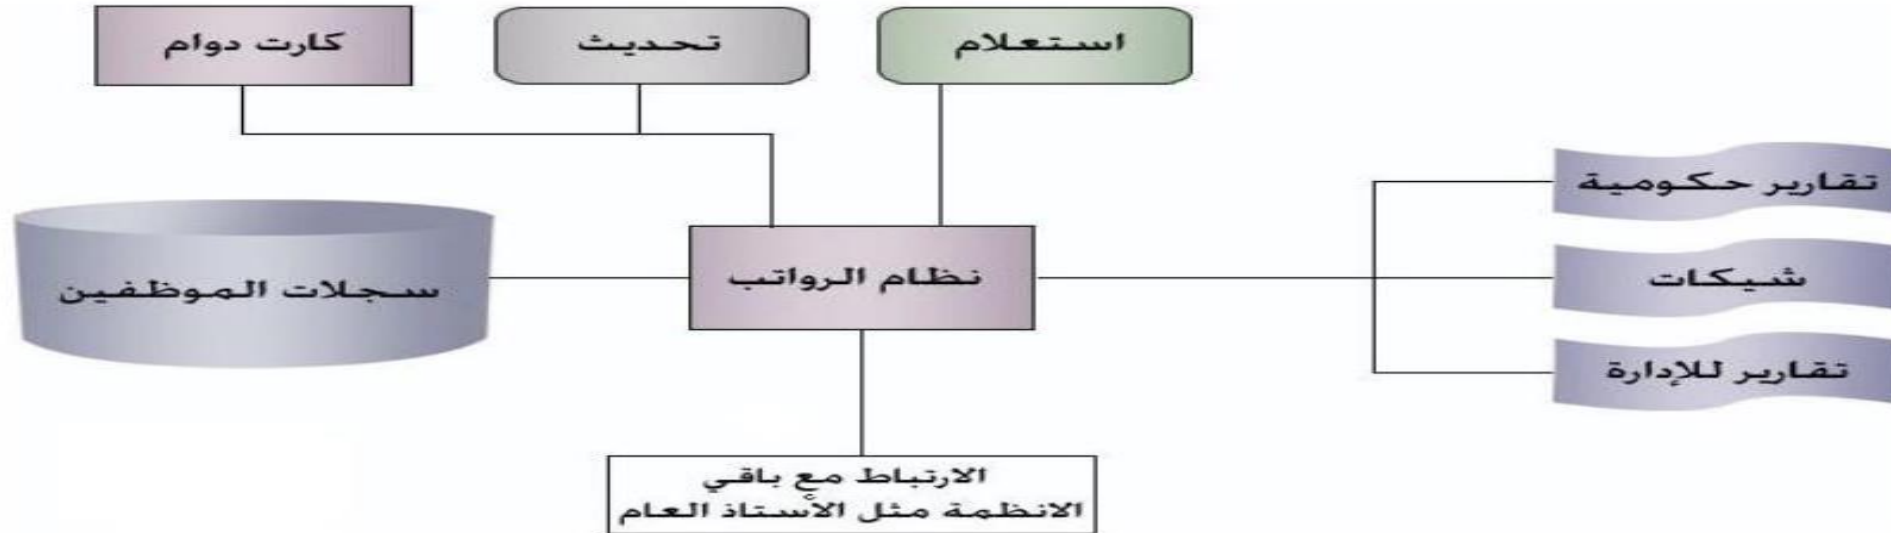 استعلام
تحديث
كارت دوام
تقارير حكومية
شيكات
تقارير للإدارة
نظام الرواتب
سجلات الموظفين
الارتباط مع باقي
الانظمة مثل الأستاذ العام